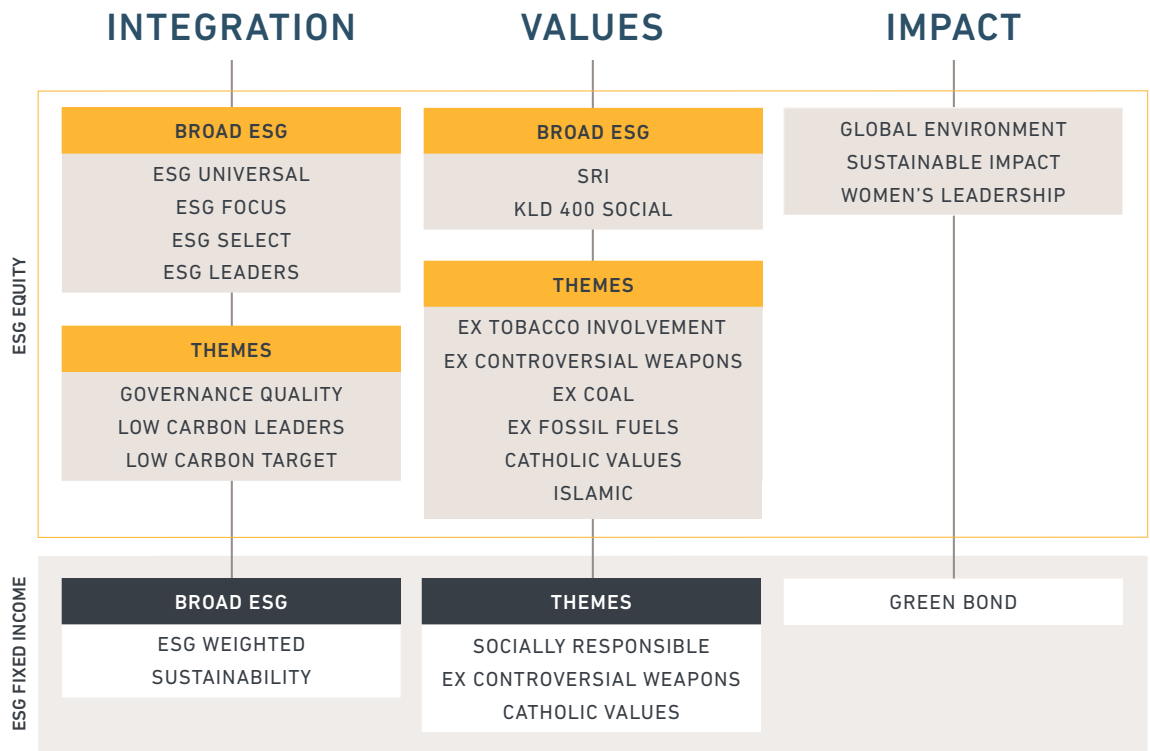 INTEGRATION
VALUES
IMPACT
ESG EQUITY
BROAD ESG
ESG UNIVERSAL
ESG FOCUS
ESG SELECT
ESG LEADERS
THEMES
GOVERNANCE QUALITY
LOW CARBON LEADERS
LOW CARBON TARGET
BROAD ESG
SRI
KLD 400 SOCIAL
THEMES
EX TOBACCO INVOLVEMENT
EX CONTROVERSIAL WEAPONS
EX COAL
EX FOSSIL FUELS
CATHOLIC VALUES
ISLAMIC
GLOBAL ENVIRONMENT
SUSTAINABLE IMPACT
WOMEN'S LEADERSHIP
ESG FIXED INCOME
BROAD ESG
ESG WEIGHTED
SUSTAINABILITY
THEMES
SOCIALLY RESPONSIBLE
EX CONTROVERSIAL WEAPONS
CATHOLIC VALUES
GREEN BOND